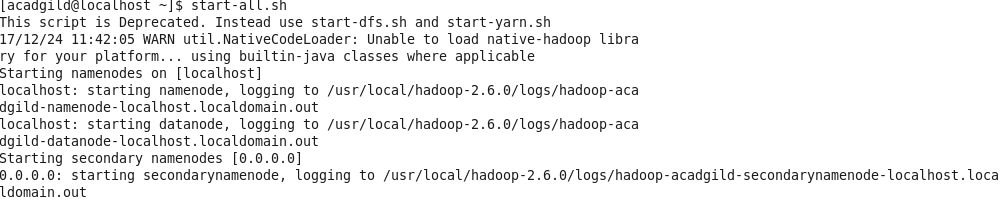 [acadgild@localhost ~]$ start-all.sh
This script is Deprecated. Instead use start-dfs.sh and start-yarn.sh
17/12/24 11:42:05 WARN util.NativeCodeLoader: Unable to load native-hadoop libra
ry for your platform... using builtin-java classes where applicable
Starting namenodes on [localhost]
localhost: starting namenode, logging to /usr/local/hadoop-2.6.0/logs/hadoop-aca
dgild-namenode-localhost.localdomain.out
localhost: starting datanode, logging to /usr/local/hadoop-2.6.0/logs/hadoop-aca
dgild-datanode-localhost.localdomain.out
Starting secondary namenodes [0.0.0.0]
0.0.0.0: starting secondarynamenode, logging to /usr/local/hadoop-2.6.0/logs/hadoop-acadgild-secondarynamenode-localhost.loca
ldomain.out